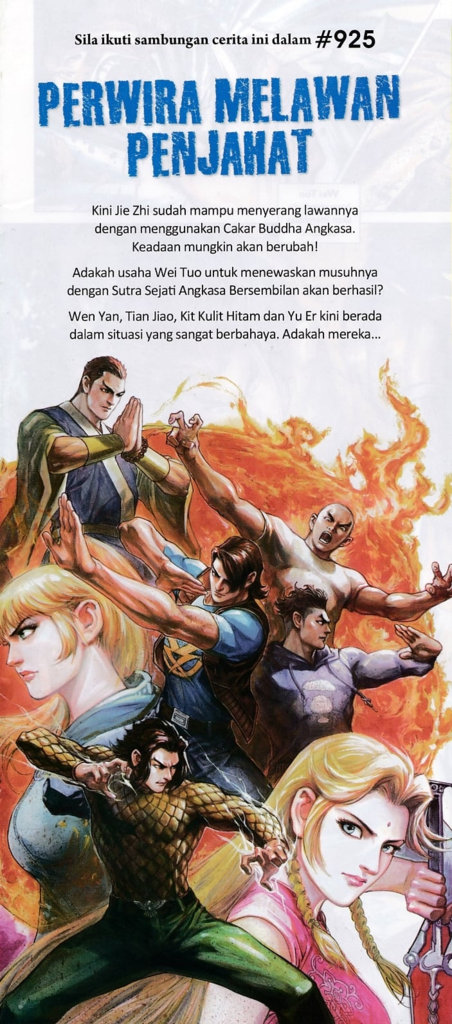 Sila ikuti sambungan cerita ini dalam #925
PERWIRA MELAWAN
PENJAHAT
Kini Jie Zhi sudah mampu menyerang lawannya
dengan menggunakan Cakar Buddha Angkasa.
Keadaan mungkin akan berubah!
Adakah usaha Wei Tuo untuk menewaskan musuhnya
dengan Sutra Sejati Angkasa Bersembilan akan berhasil?
Wen Yan, Tian Jiao, Kit Kulit Hitam dan Yu Er kini berada
dalam situasi yang sangat berbahaya. Adakah mereka...